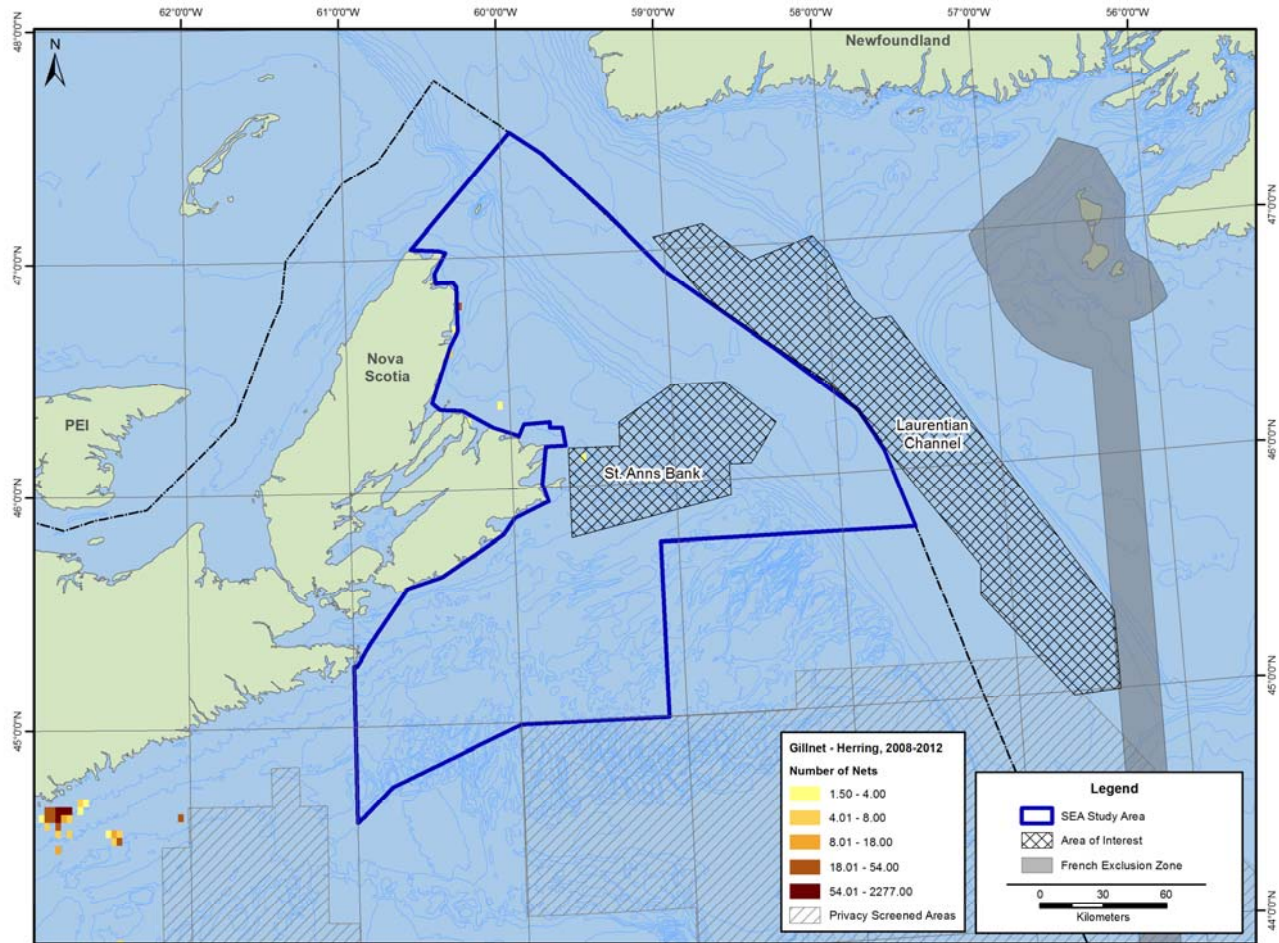 62°0'0"W 61°0'0"W 60°0'0"W 59°0'0"W 58°0'0"W 57°0'0"W 56°0'0"W
48°0'0"N
N
Newfoundland
47°0'0"N
47°0'0"N
Nova
Scotia
PEI
Laurentian
Channel
46°0'0"N
St. Anns Bank
46°0'0"N
45°0'0"N
45°0'0"N
Gillnet - Herring, 2008-2012
Number of Nets
1.50 - 4.00
4.01 - 8.00
8.01 - 18.00
18.01 - 54.00
54.01 - 2277.00
Privacy Screened Areas
Legend
SEA Study Area
Area of Interest
French Exclusion Zone
0 30 60
Kilometers
44°0'0"N